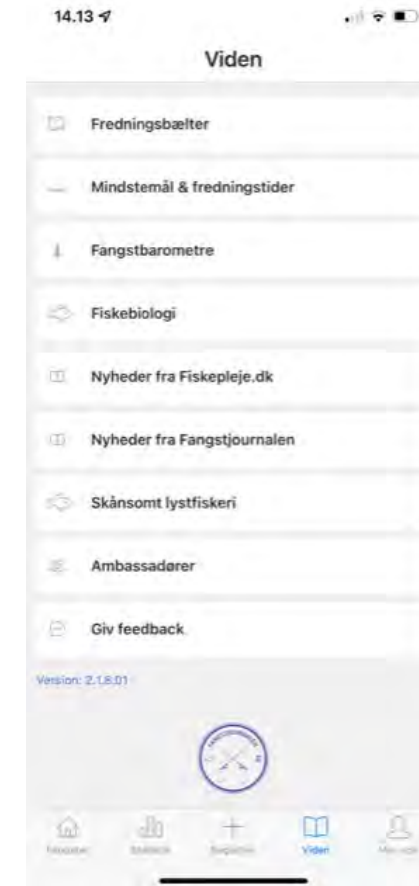 14.13
Viden
Fredningsbælter
Mindstemål & fredningstider
Fangstbarometre
Fiskebiologi
Nyheder fra Fiskepleje.dk
Nyheder fra Fangstjournalen
Skånsomt lystfiskeri
Ambassadører
Giv feedback
Version: 2.1.8.01
Viden